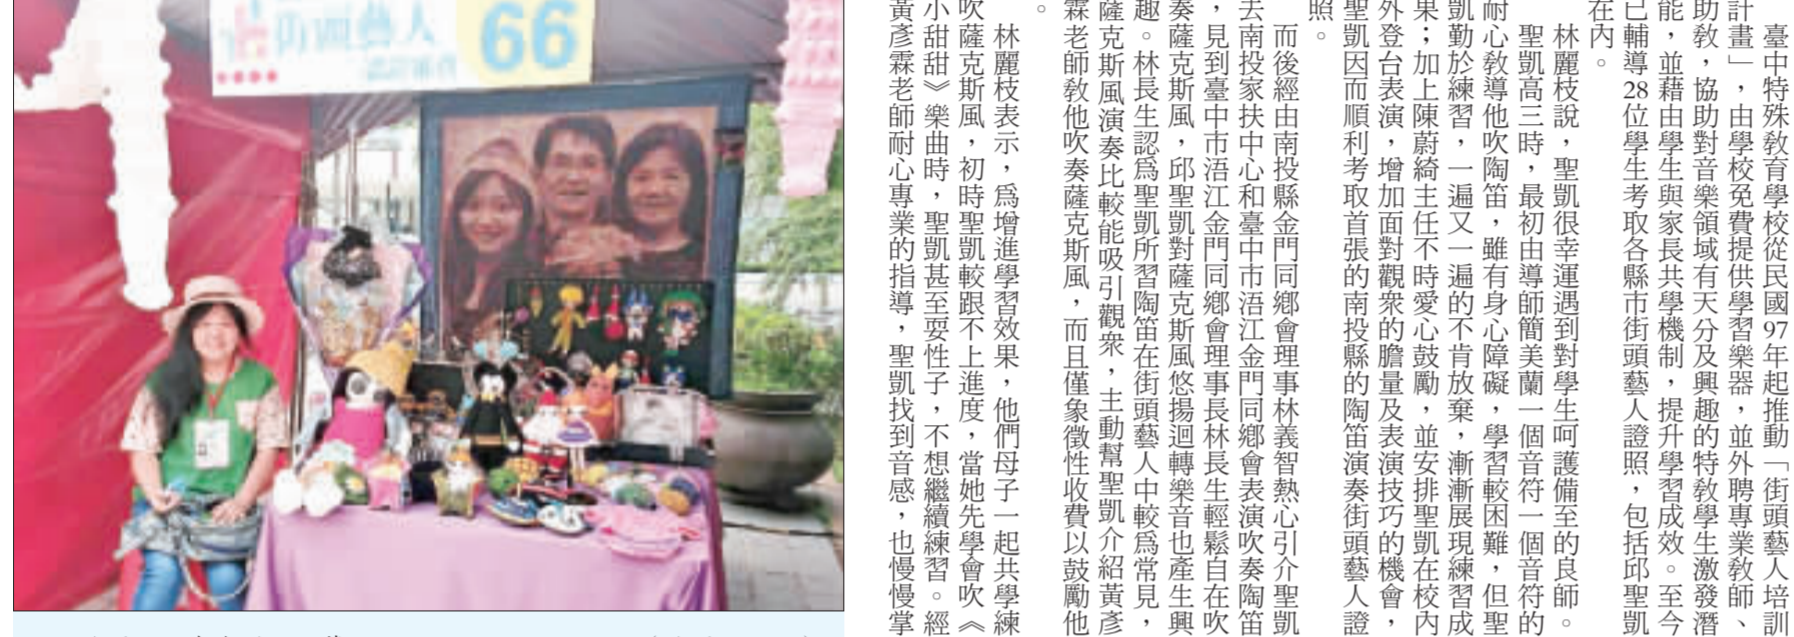 臺中特殊教育學校從民國97年起推動「街頭藝人培訓
計畫」，由學校免費提供學習樂器，並外聘專業教師、
助教，協助對音樂領域有天分及興趣的特教學生激發潛
能，並藉由學生與家長共學機制，提升學習成效。至今
已輔導28位學生考取各縣市街頭藝人證照，包括邱聖凱
在內。
林麗枝說，聖凱很幸運遇到對學生呵護備至的良師。
聖凱高三時，最初由導師簡美蘭一個音符一個音符的
耐心教導他吹陶笛，雖有身心障礙，學習較困難，但聖
凱勤於練習，一遍又一遍的不肯放棄，漸漸展現練習成
果；加上陳蔚綺主任不時愛心鼓勵，並安排聖凱在校內
外登台表演，增加面對觀衆的膽量及表演技巧的機會，
聖凱因而順利考取首張的南投縣的陶笛演奏街頭藝人證
照。
而後經由南投縣金門同鄉會理事林義智熱心引介聖凱
去南投家扶中心和臺中市浯江金門同鄉會表演吹奏陶笛
，見到臺中市浯江金門同鄉會理事長林長生輕鬆自在吹
奏薩克斯風，邱聖凱對薩克斯風悠揚迴轉樂音也產生興
趣。林長生認爲聖凱所習陶笛在街頭藝人中較爲常見，
薩克斯風演奏比較能吸引觀衆，主動幫聖凱介紹黃彥
霖老師教他吹奏薩克斯風，而且僅象徵性收費以鼓勵他
。
林麗枝表示，爲增進學習效果，他們母子一起共學練
吹薩克斯風，初時聖凱較跟不上進度，當她先學會吹《
小甜甜》樂曲時，聖凱甚至耍性子，不想繼續練習。經
黃彥霖老師耐心專業的指導，聖凱找到音感，也慢慢掌
街頭藝人
66